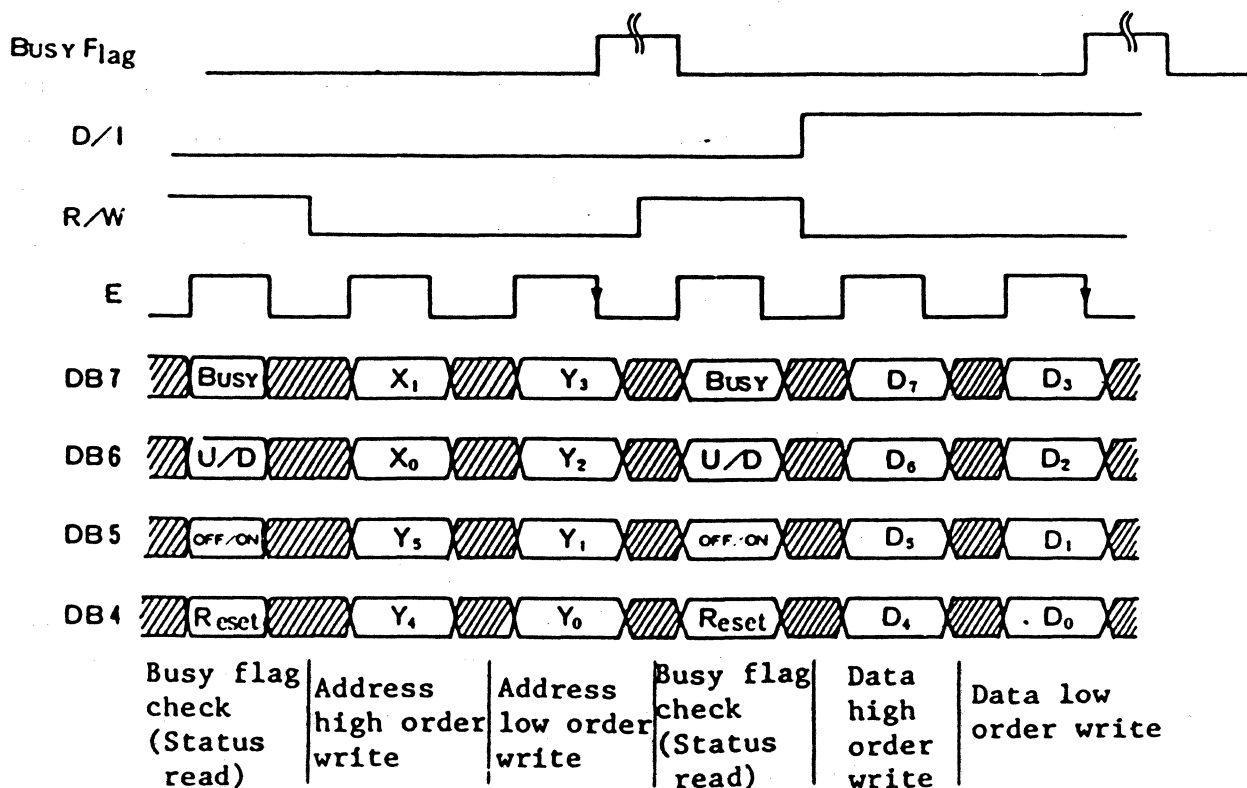 Busy Flag
D/I
R/W
E
DB7 Busy X1 Y3 Busy D7 D3
DB6 U/D X0 Y2 U/D D6 D2
DB5 OFF/ON Y5 Y1 OFF/ON D5 D1
DB4 Reset Y4 Y0 Reset D4 D0
Busy flag check (Status read)
Address high order write
Address low order write
Busy flag check (Status read)
Data high order write
Data low order write